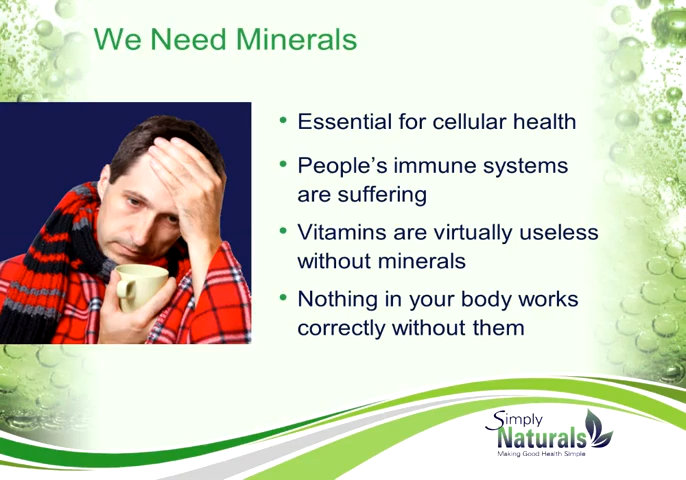 We Need Minerals
• Essential for cellular health
• People's immune systems
are suffering
• Vitamins are virtually useless
without minerals
• Nothing in your body works
correctly without them
Simply
Naturals
Making Good Health Simple